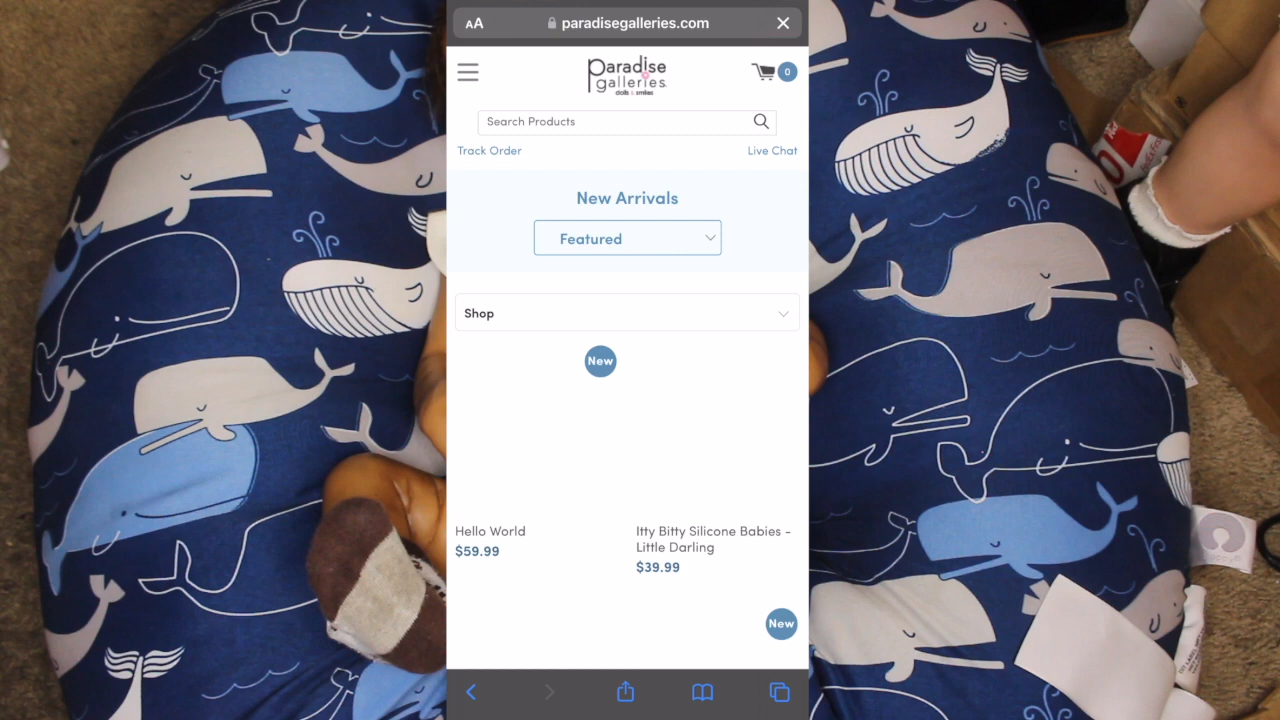 AA
paradisegalleries.com
paradise
galleries
dolls & smiles
0
Search Products
Track Order
Live Chat
New Arrivals
Featured
Shop
New
Hello World
$59.99
Itty Bitty Silicone Babies -
Little Darling
$39.99
New